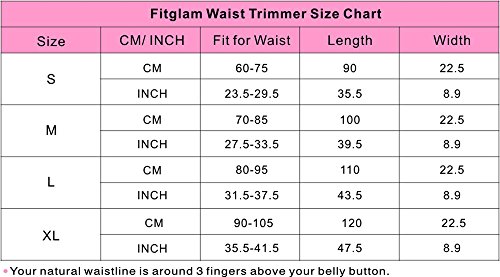 Fitglam Waist Trimmer Size Chart
Size CM/ INCH Fit for Waist Length Width
S CM 60-75 90 22.5
INCH 23.5-29.5 35.5 8.9
M CM 70-85 100 22.5
INCH 27.5-33.5 39.5 8.9
L CM 80-95 110 22.5
INCH 31.5-37.5 43.5 8.9
XL CM 90-105 120 22.5
INCH 35.5-41.5 47.5 8.9
Your natural waistline is around 3 fingers above your belly button.